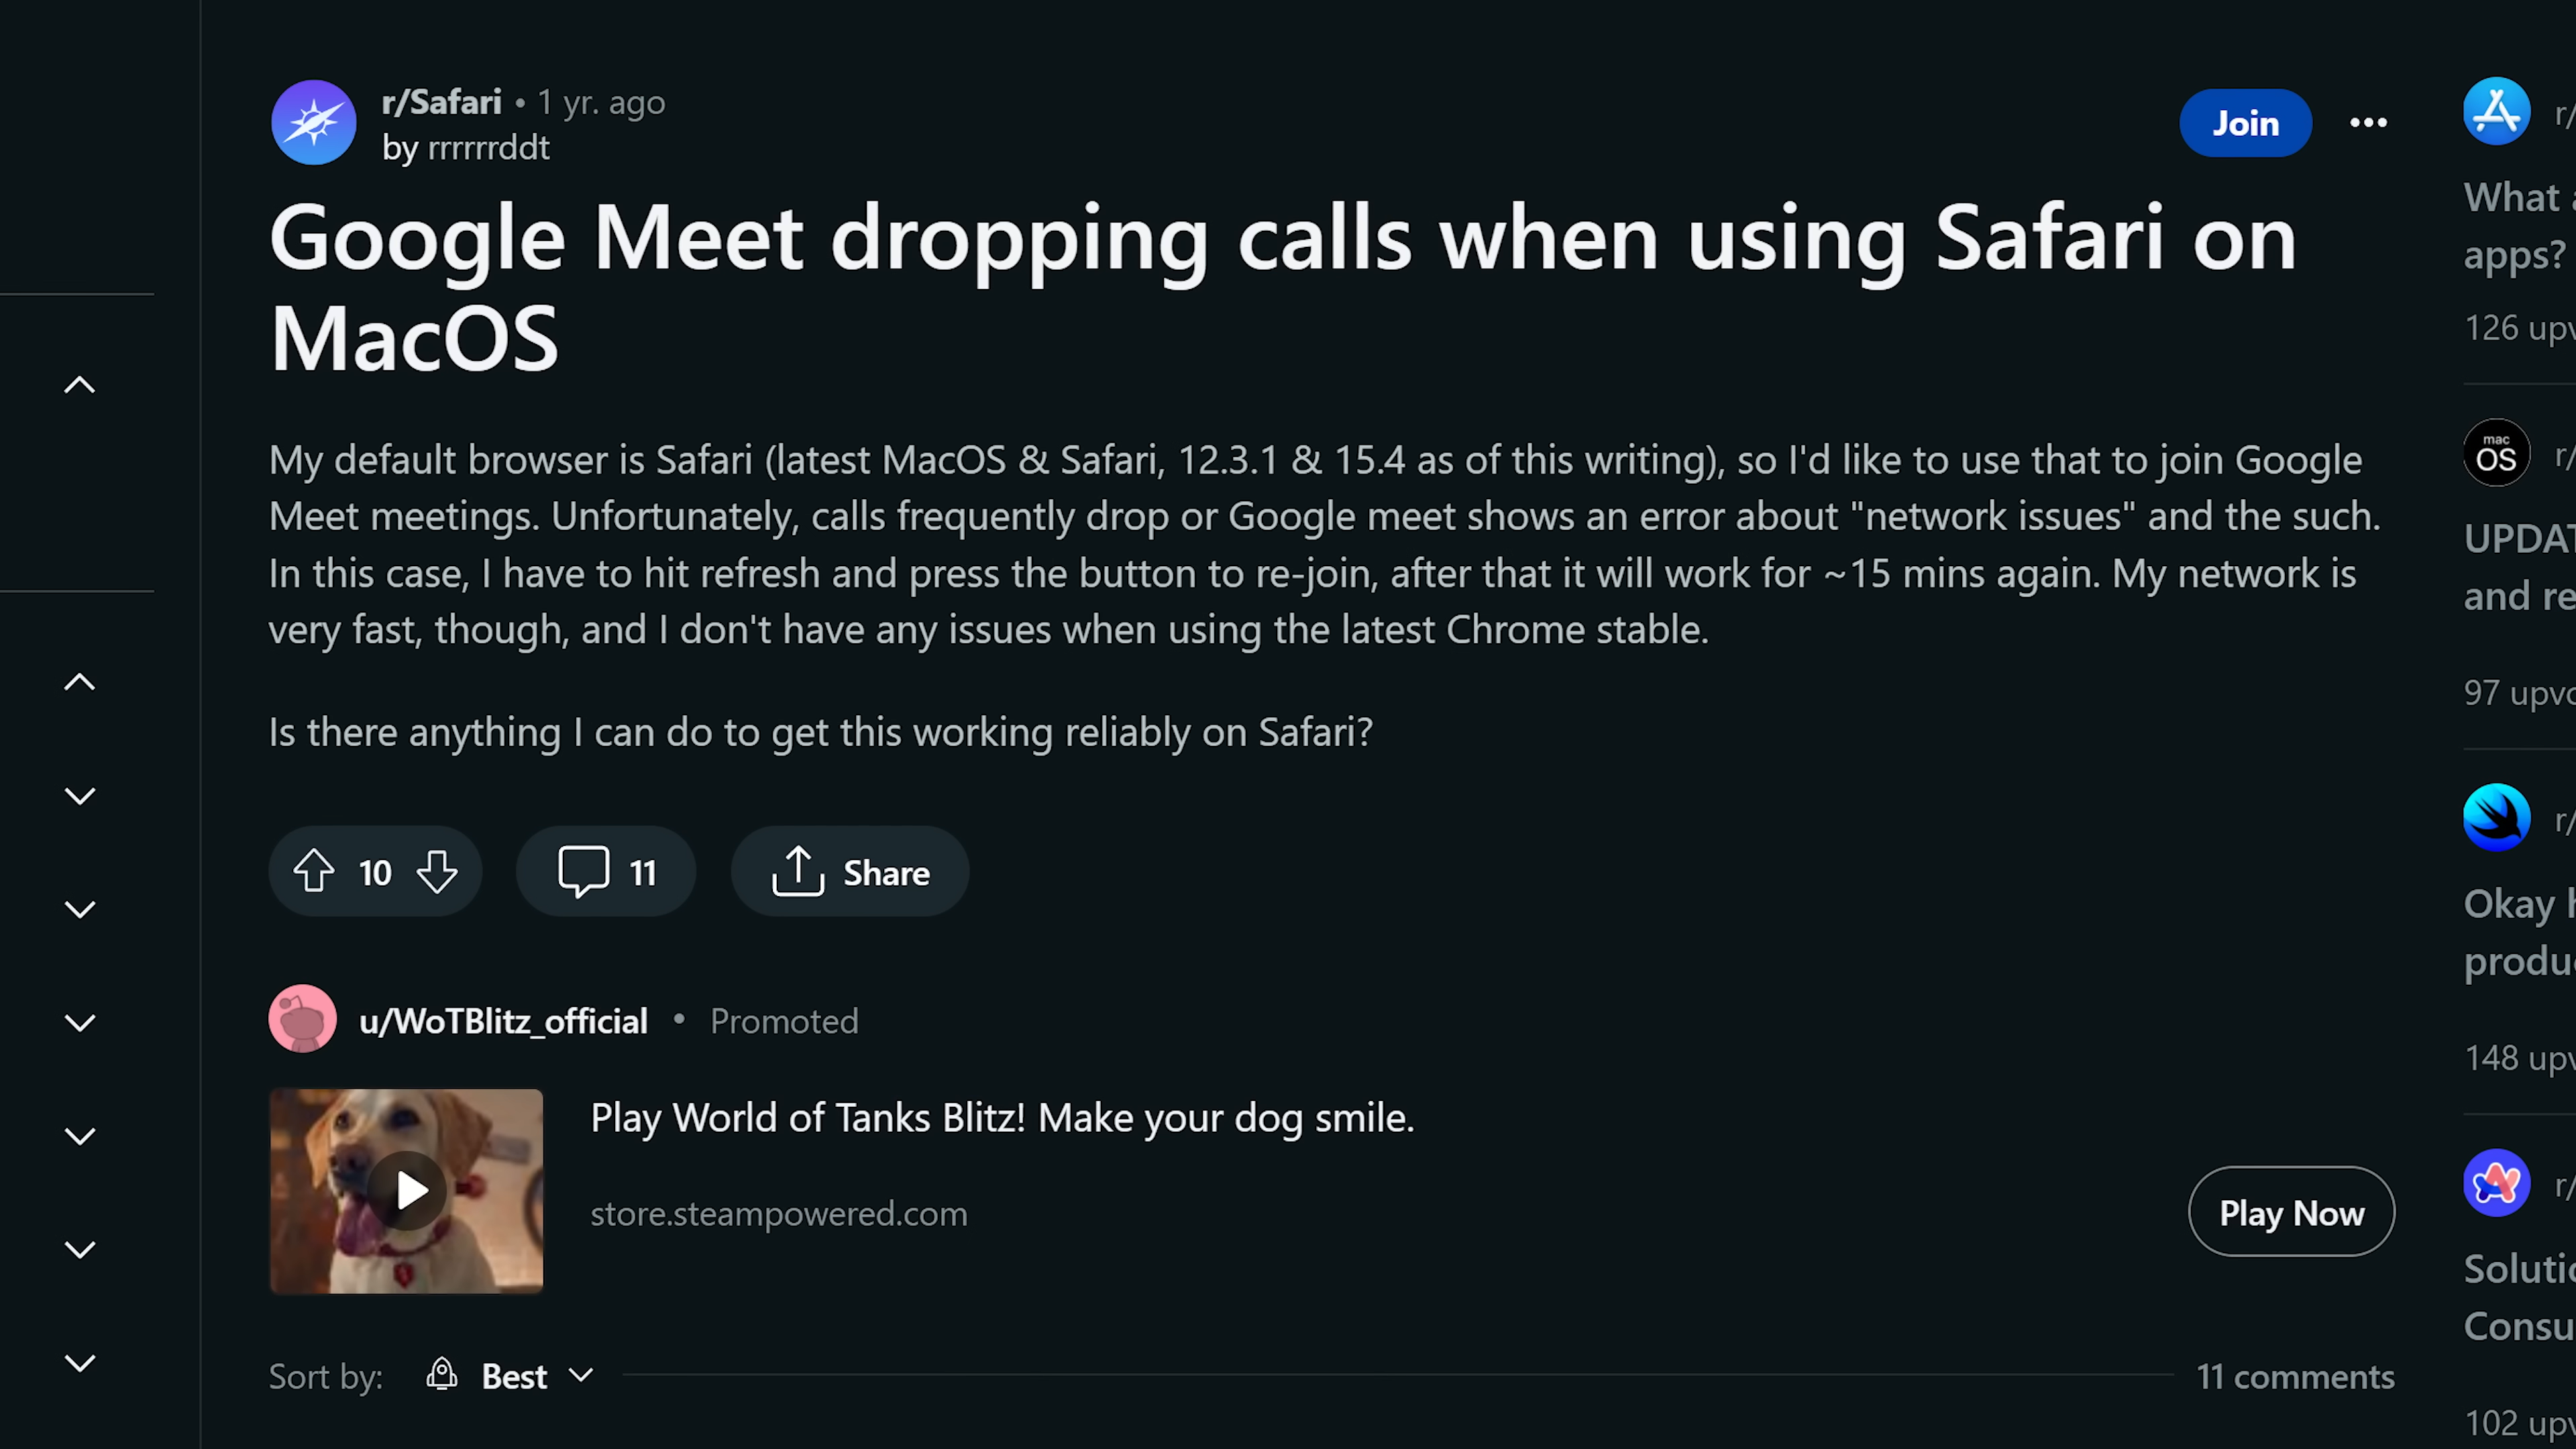 r/Safari • 1 yr. ago
by rrrrrrddt
Join
Google Meet dropping calls when using Safari on
MacOS
My default browser is Safari (latest MacOS & Safari, 12.3.1 & 15.4 as of this writing), so I'd like to use that to join Google
Meet meetings. Unfortunately, calls frequently drop or Google meet shows an error about "network issues" and the such.
In this case, I have to hit refresh and press the button to re-join, after that it will work for ~15 mins again. My network is
very fast, though, and I don't have any issues when using the latest Chrome stable.
Is there anything I can do to get this working reliably on Safari?
10
11
Share
u/WoTBlitz_official • Promoted
Play World of Tanks Blitz! Make your dog smile.
store.steampowered.com
Play Now
Sort by: Best
11 comments
r/
What
apps?
126
mac
OS
r/
and
97
r/
Okay
148
r/
102